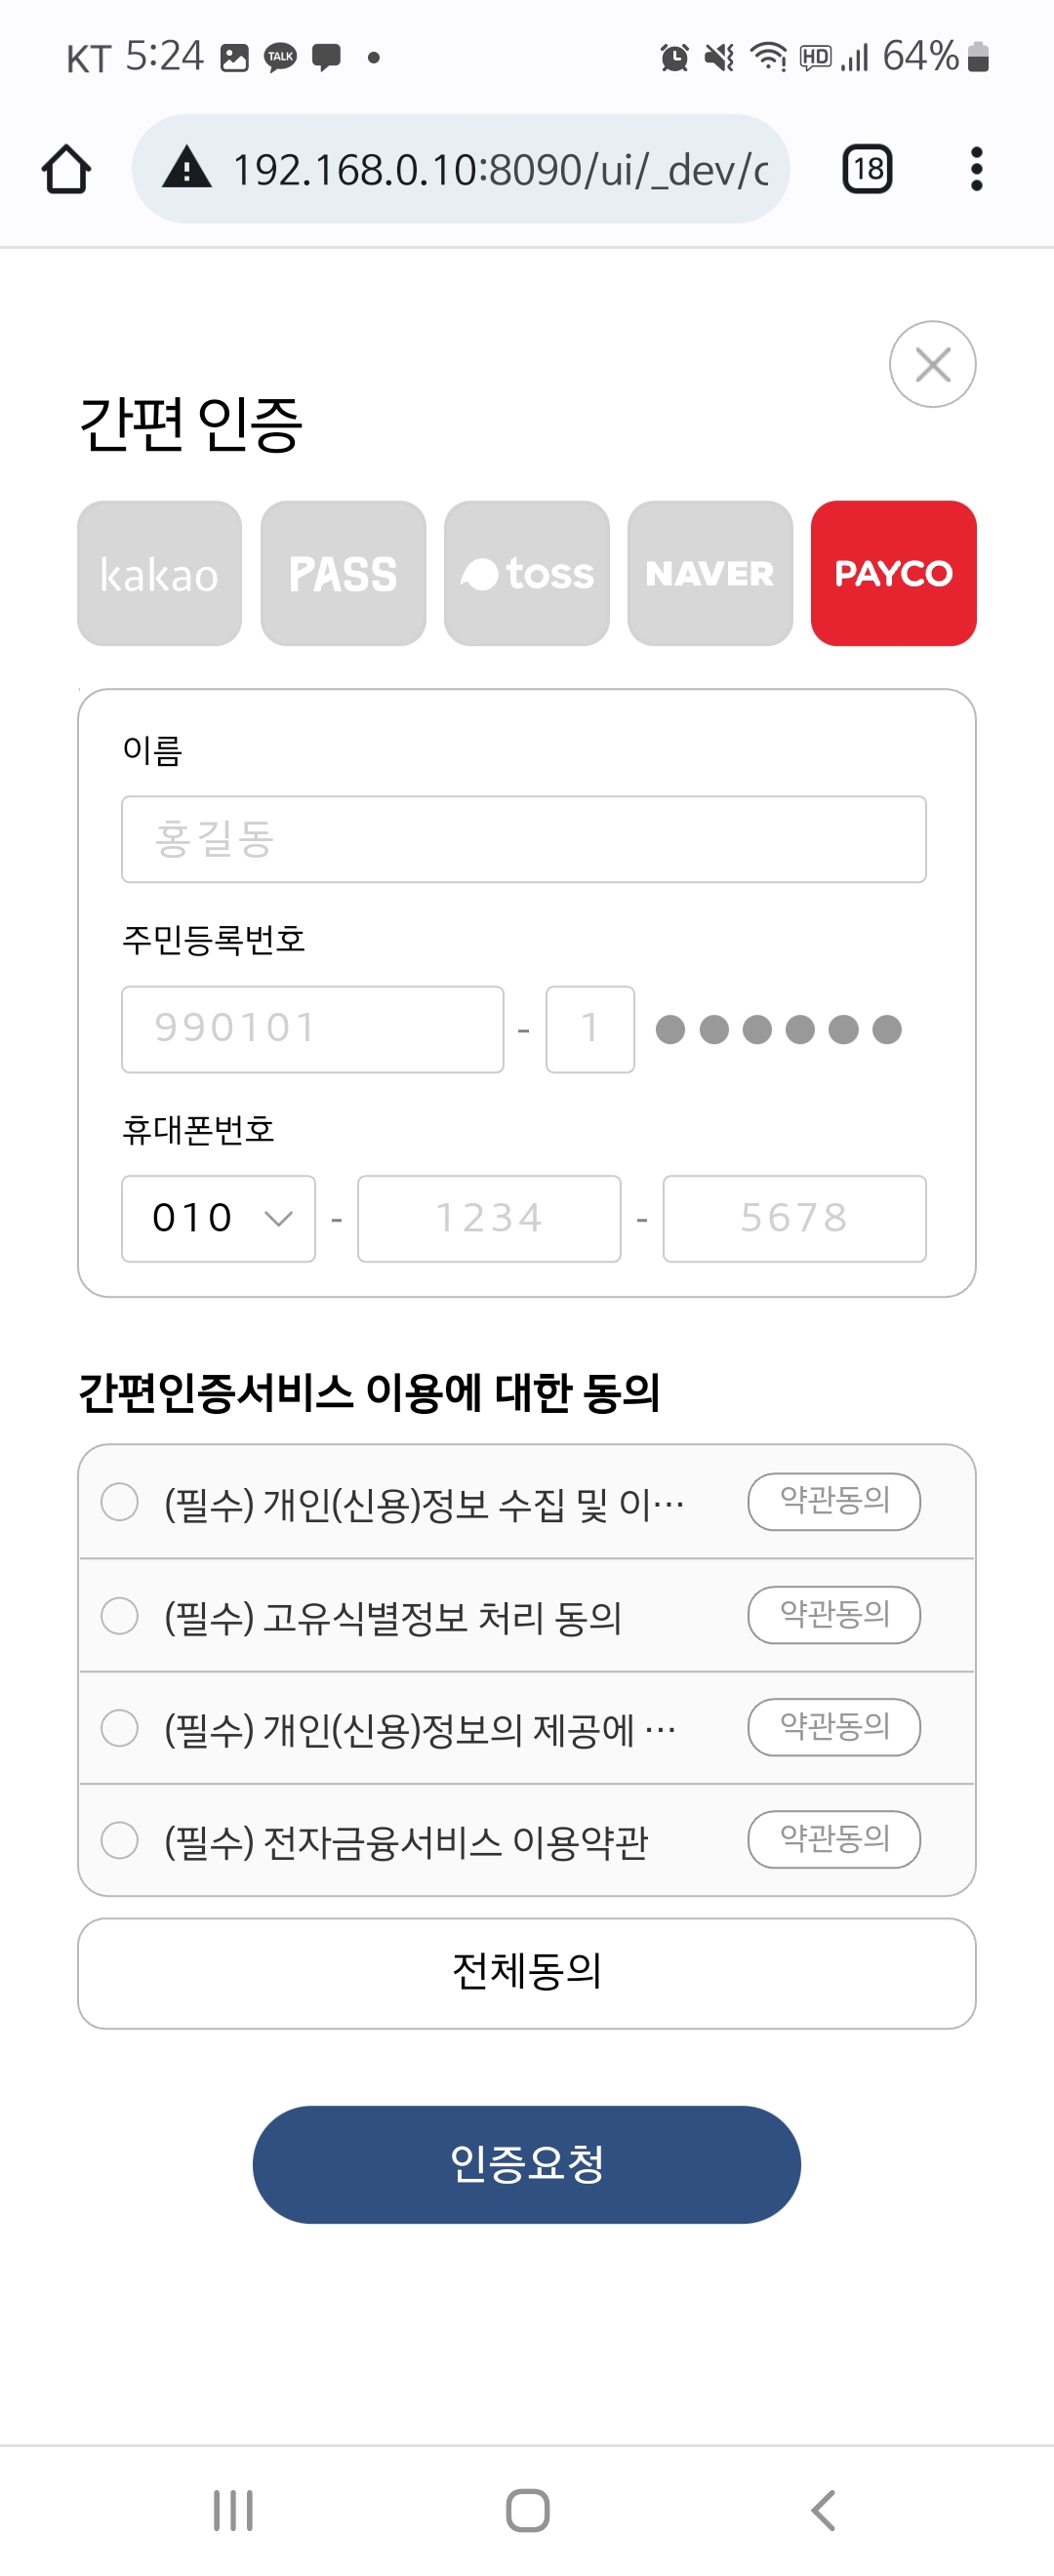 KT 5:24 TALK HD 64%
192.168.0.10:8090/ui/_dev/c 18
간편 인증
kakao PASS toss NAVER PAYCO
이름
홍길동
주민등록번호
990101 - 1 ●●●●●●
휴대폰번호
010 - 1234 - 5678
간편인증서비스 이용에 대한 동의
(필수) 개인(신용)정보 수집 및 이… 약관동의
(필수) 고유식별정보 처리 동의 약관동의
(필수) 개인(신용)정보의 제공에 … 약관동의
(필수) 전자금융서비스 이용약관 약관동의
전체동의
인증요청